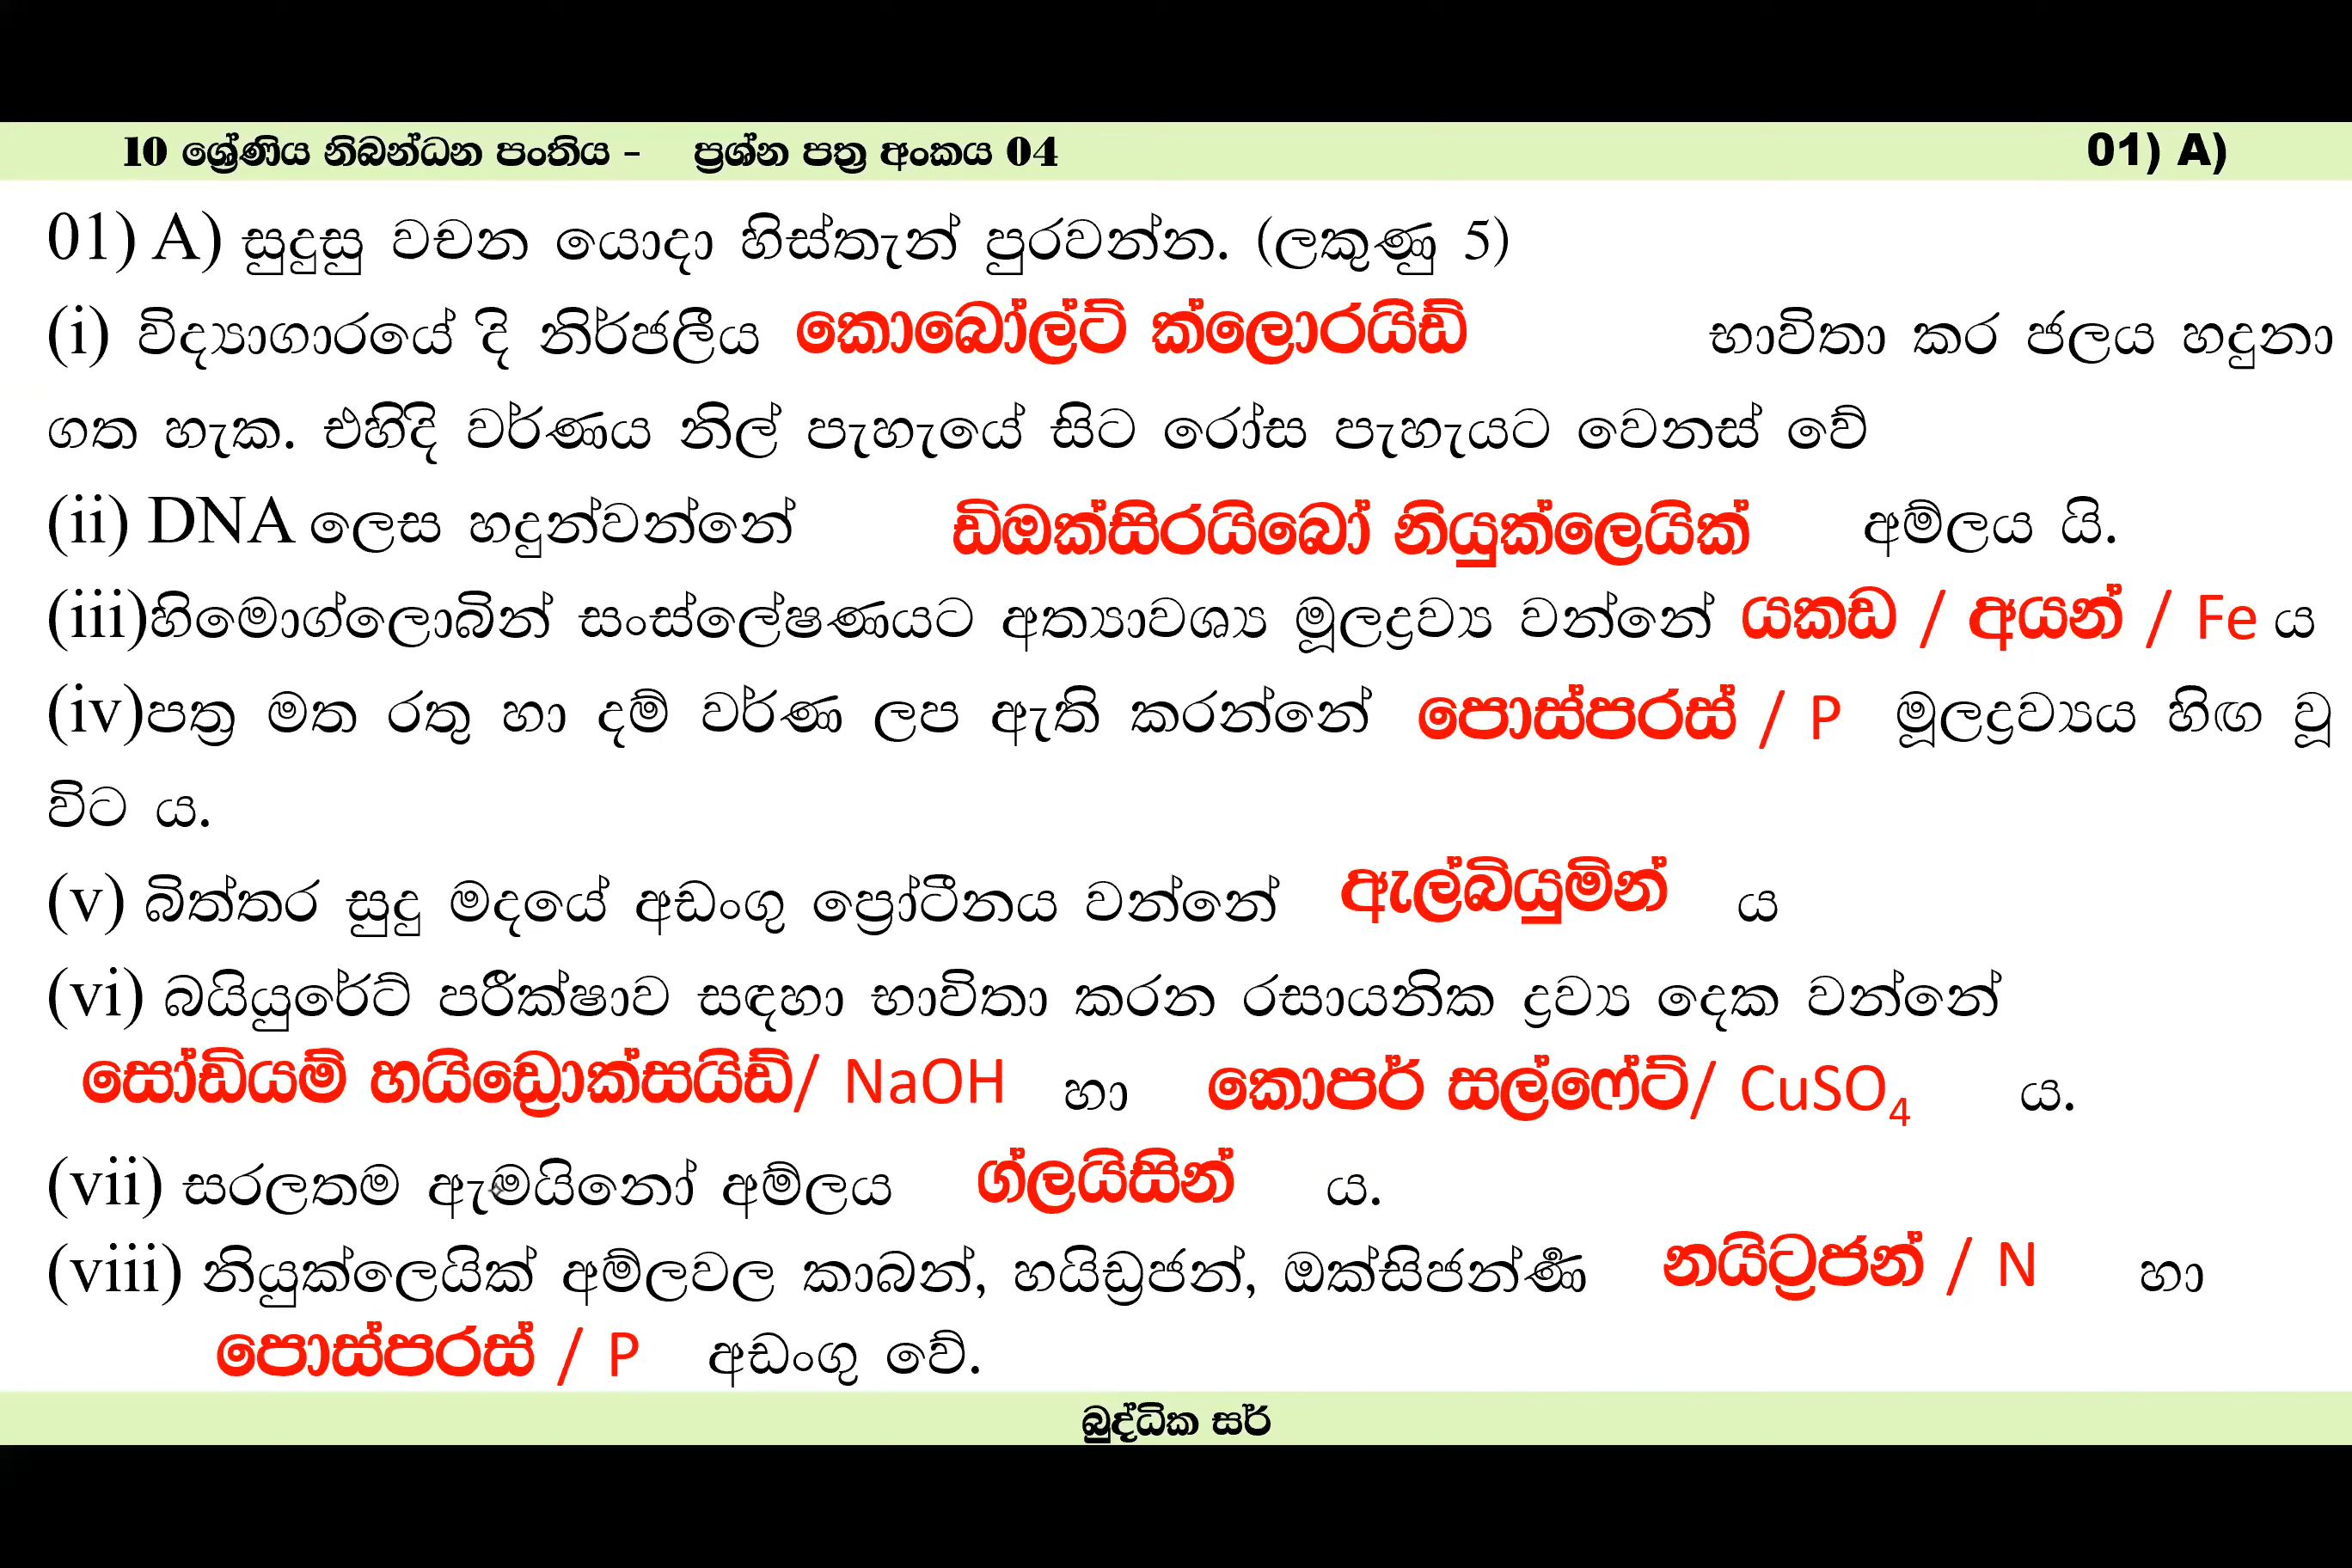 10 ශ්‍රේණිය නිබන්ධන පංතිය - ප්‍රශ්න පත්‍ර අංකය 04 01) A)
01) A) සුදුසු වචන යොදා හිස්තැන් පුරවන්න. (ලකුණු 5)
(i) විද්‍යාගාරයේ දි නිර්ජලීය කොබෝල්ට් ක්ලොරයිඩ් භාවිතා කර ජලය හදුනා
ගත හැක. එහිදි වර්ණය නිල් පැහැයේ සිට රෝස පැහැයට වෙනස් වේ
(ii) DNA ලෙස හදුන්වන්නේ ඩිඔක්සිරයිබෝ නියුක්ලෙයික් අම්ලය යි.
(iii)හිමොග්ලොබින් සංස්ලේෂණයට අත්‍යාවශ්‍ය මූලද්‍රව්‍ය වන්නේ යකඩ / අයන් / Fe ය
(iv)පත්‍ර මත රතු හා දම් වර්ණ ලප ඇති කරන්නේ පොස්පරස් / P මූලද්‍රව්‍යය හිඟ වූ
විට ය.
(v) බිත්තර සුදු මදයේ අඩංගු ප්‍රෝටීනය වන්නේ ඇල්බියුමින් ය
(vi) බයියුරේට් පරීක්ෂාව සඳහා භාවිතා කරන රසායනික ද්‍රව්‍ය දෙක වන්නේ
සෝඩියම් හයිඩ්‍රොක්සයිඩ්/ NaOH හා කොපර් සල්ෆේට්/ CuSO₄ ය.
(vii) සරලතම ඇමයිනෝ අම්ලය ග්ලයිසින් ය.
(viii) නියුක්ලෙයික් අම්ලවල කාබන්, හයිඩ්‍රජන්, ඔක්සිජන්ණී නයිට්‍රජන් / N හා
පොස්පරස් / P අඩංගු වේ.
බුද්ධික සර්